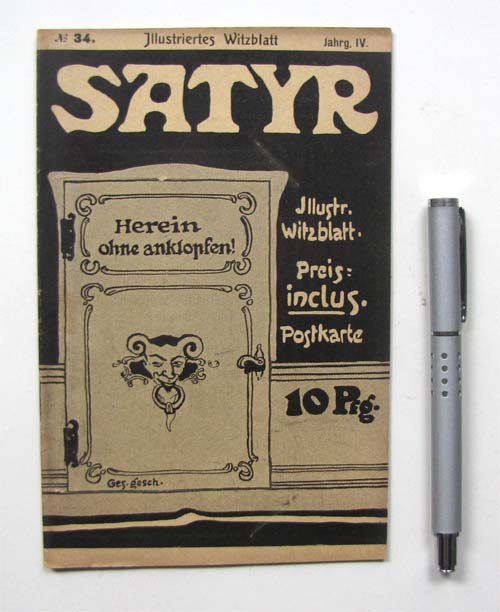 № 34. Illustriertes Witzblatt Jahrg. IV.
SATYR
Herein
ohne anklopfen!
Illustr.
Witzblatt.
Preis:
inclus.
Postkarte
10 Pfg.
Ges. gesch.